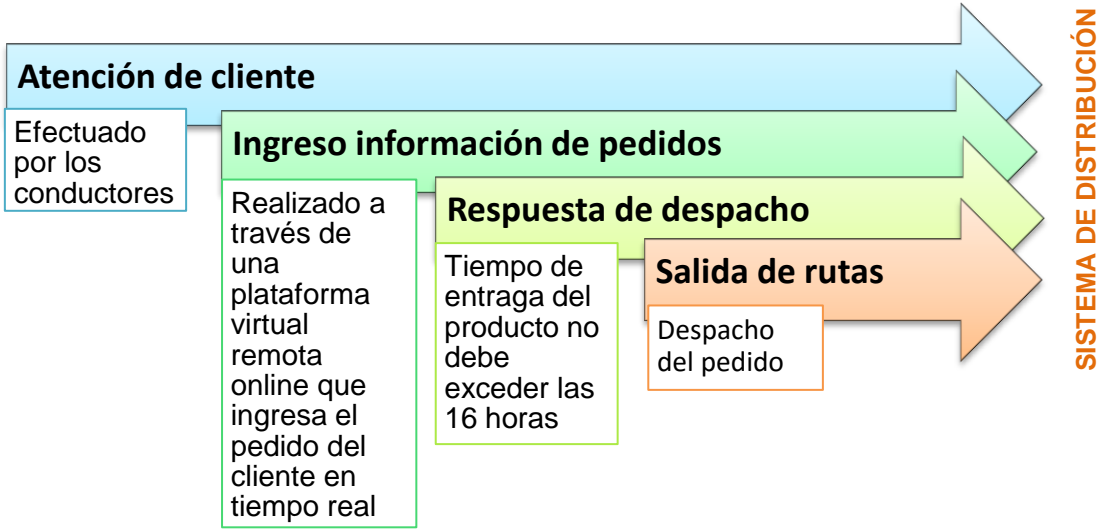 Atención de cliente
Efectuado
por los
conductores
Ingreso información de pedidos
Realizado a
través de
una
plataforma
virtual
remota
online que
ingresa el
pedido del
cliente en
tiempo real
Respuesta de despacho
Tiempo de
entraga del
producto no
debe
exceder las
16 horas
Salida de rutas
Despacho
del pedido
SISTEMA DE DISTRIBUCIÓN